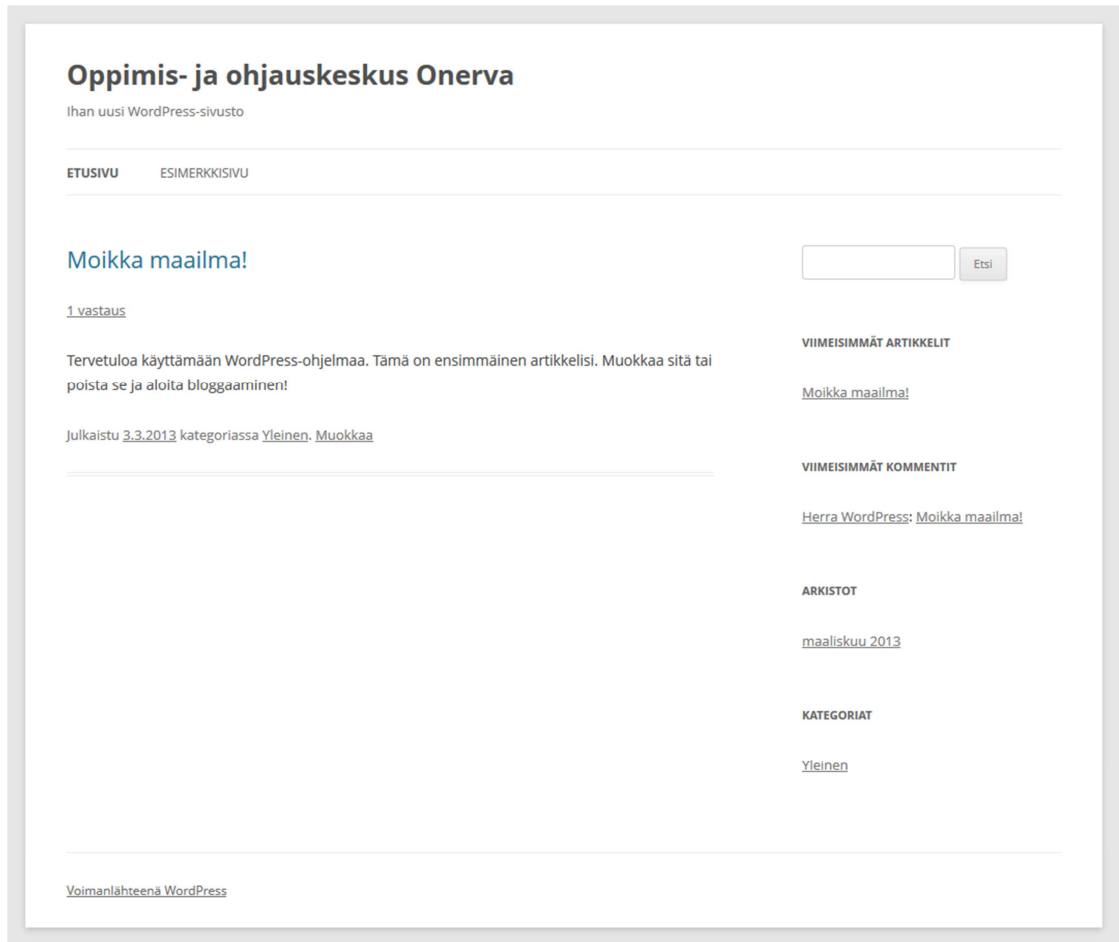 Oppimis- ja ohjauskeskus Onerva
Ihan uusi WordPress-sivusto
ETUSIVU ESIMERKKISIVU
Moikka maailma!
1 vastaus
Tervetuloa käyttämään WordPress-ohjelmaa. Tämä on ensimmäinen artikkelisi. Muokkaa sitä tai
poista se ja aloita bloggaaminen!
Julkaistu 3.3.2013 kategoriassa Yleinen. Muokkaa
Etsi
VIIMEISIMMÄT ARTIKKELIT
Moikka maailma!
VIIMEISIMMÄT KOMMENTIT
Herra WordPress: Moikka maailma!
ARKISTOT
maaliskuu 2013
KATEGORIAT
Yleinen
Voimanlähteenä WordPress